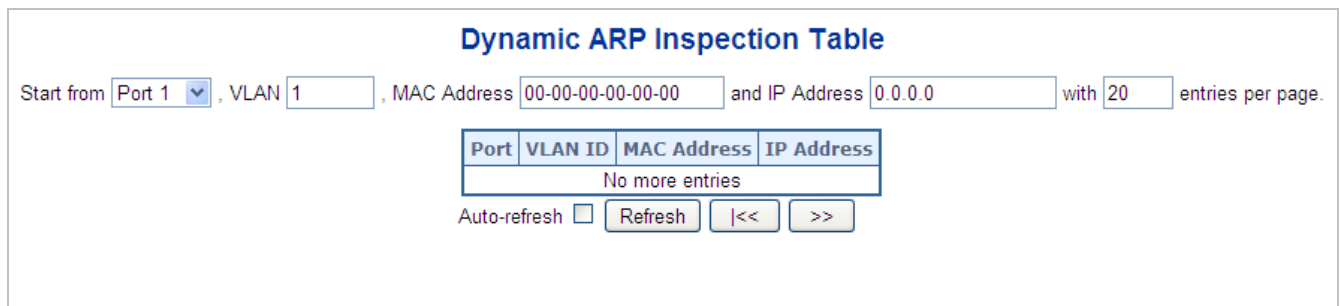 Dynamic ARP Inspection Table
Start from Port 1 , VLAN 1 , MAC Address 00-00-00-00-00-00 and IP Address 0.0.0.0 with 20 entries per page.
Port VLAN ID MAC Address IP Address
No more entries
Auto-refresh Refresh |<< >>